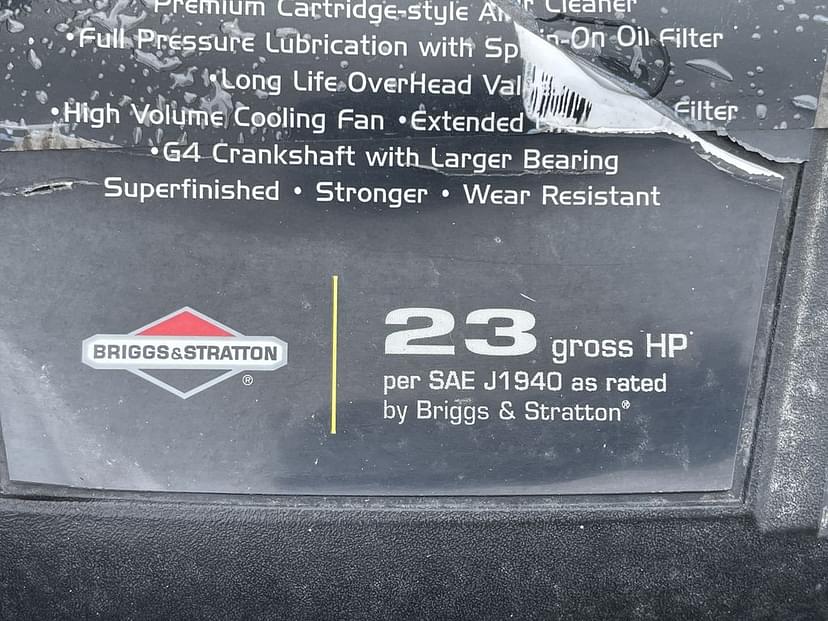 Premium Cartridge-style Air Cleaner
•Full Pressure Lubrication with Sp -On Oil Filter
•Long Life OverHead Val
•High Volume Cooling Fan •Extended Filter
•G4 Crankshaft with Larger Bearing
Superfinished • Stronger • Wear Resistant
BRIGGS&STRATTON®
23 gross HP
per SAE J1940 as rated
by Briggs & Stratton®